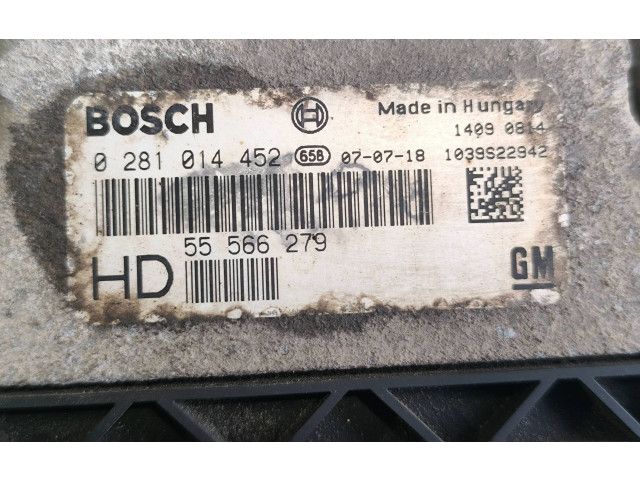 BOSCH Made in Hungary
1409 0814
0 281 014 452 658 07-07-18 1039S22942
HD 55 566 279
GM